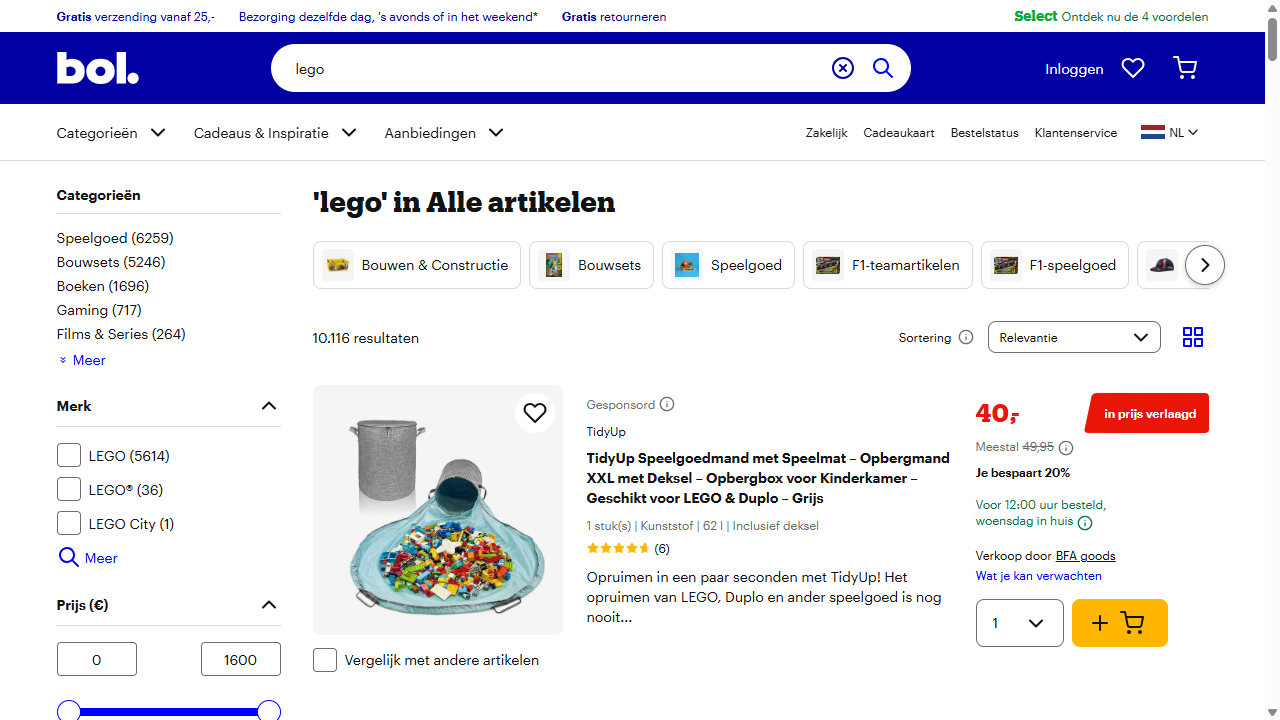 Gratis verzending vanaf 25,-
Bezorging dezelfde dag, 's avonds of in het weekend*
Gratis retourneren
Select Ontdek nu de 4 voordelen
bol.
lego
Inloggen
Categorieën
Cadeaus & Inspiratie
Aanbiedingen
Zakelijk
Cadeaukaart
Bestelstatus
Klantenservice
NL
Categorieën
Speelgoed (6259)
Bouwsets (5246)
Boeken (1696)
Gaming (717)
Films & Series (264)
Meer
Merk
LEGO (5614)
LEGO® (36)
LEGO City (1)
Meer
Prijs (€)
0
1600
'lego' in Alle artikelen
Bouwen & Constructie
Bouwsets
Speelgoed
F1-teamartikelen
F1-speelgoed
10.116 resultaten
Sortering
Relevantie
Gesponsord
TidyUp
TidyUp Speelgoedmand met Speelmat – Opbergmand
XXL met Deksel – Opbergbox voor Kinderkamer –
Geschikt voor LEGO & Duplo – Grijs
1 stuk(s) | Kunststof | 62 l | Inclusief deksel
(6)
Opruimen in een paar seconden met TidyUp! Het
opruimen van LEGO, Duplo en ander speelgoed is nog
nooit...
Vergelijk met andere artikelen
40,-
in prijs verlaagd
Meestal 49,95
Je bespaart 20%
Voor 12:00 uur besteld,
woensdag in huis
Verkoop door BFA goods
Wat je kan verwachten
1